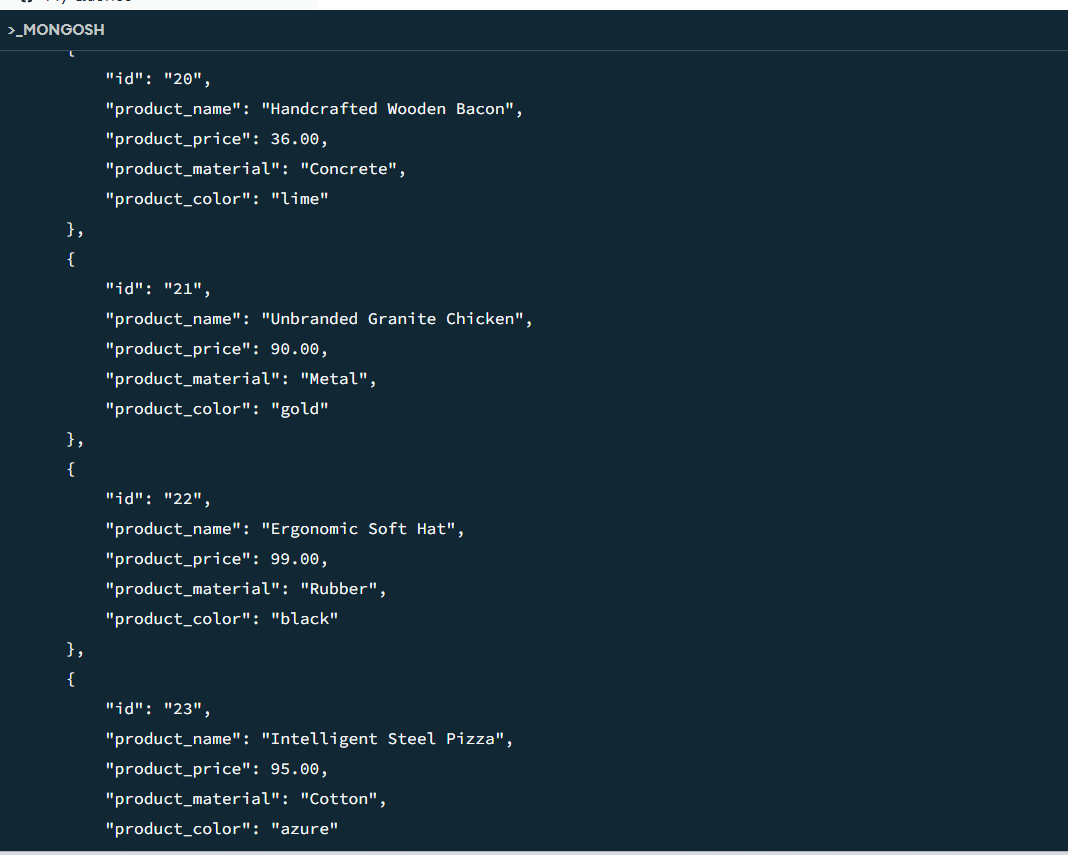 >_MONGOSH
{
"id": "20",
"product_name": "Handcrafted Wooden Bacon",
"product_price": 36.00,
"product_material": "Concrete",
"product_color": "lime"
},
{
"id": "21",
"product_name": "Unbranded Granite Chicken",
"product_price": 90.00,
"product_material": "Metal",
"product_color": "gold"
},
{
"id": "22",
"product_name": "Ergonomic Soft Hat",
"product_price": 99.00,
"product_material": "Rubber",
"product_color": "black"
},
{
"id": "23",
"product_name": "Intelligent Steel Pizza",
"product_price": 95.00,
"product_material": "Cotton",
"product_color": "azure"